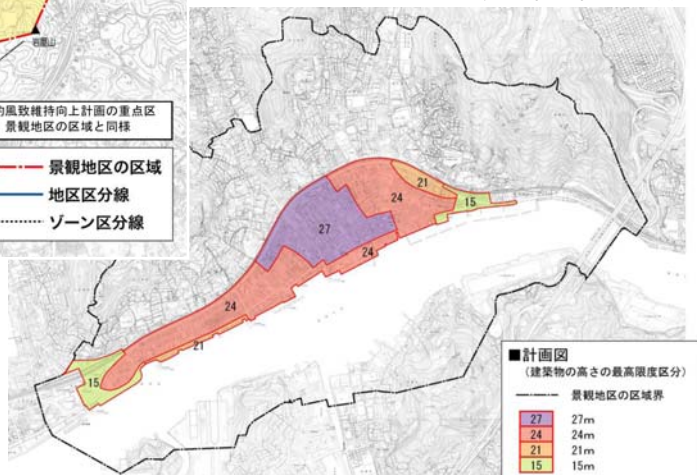 岩屋山
的風致維持向上計画の重点区
景観地区の区域と同様
景観地区の区域
地区区分線
ゾーン区分線
21
24
15
27
24
24
21
15
■計画図
（建築物の高さの最高限度区分）
景観地区の区域界
27 27m
24 24m
21 21m
15 15m